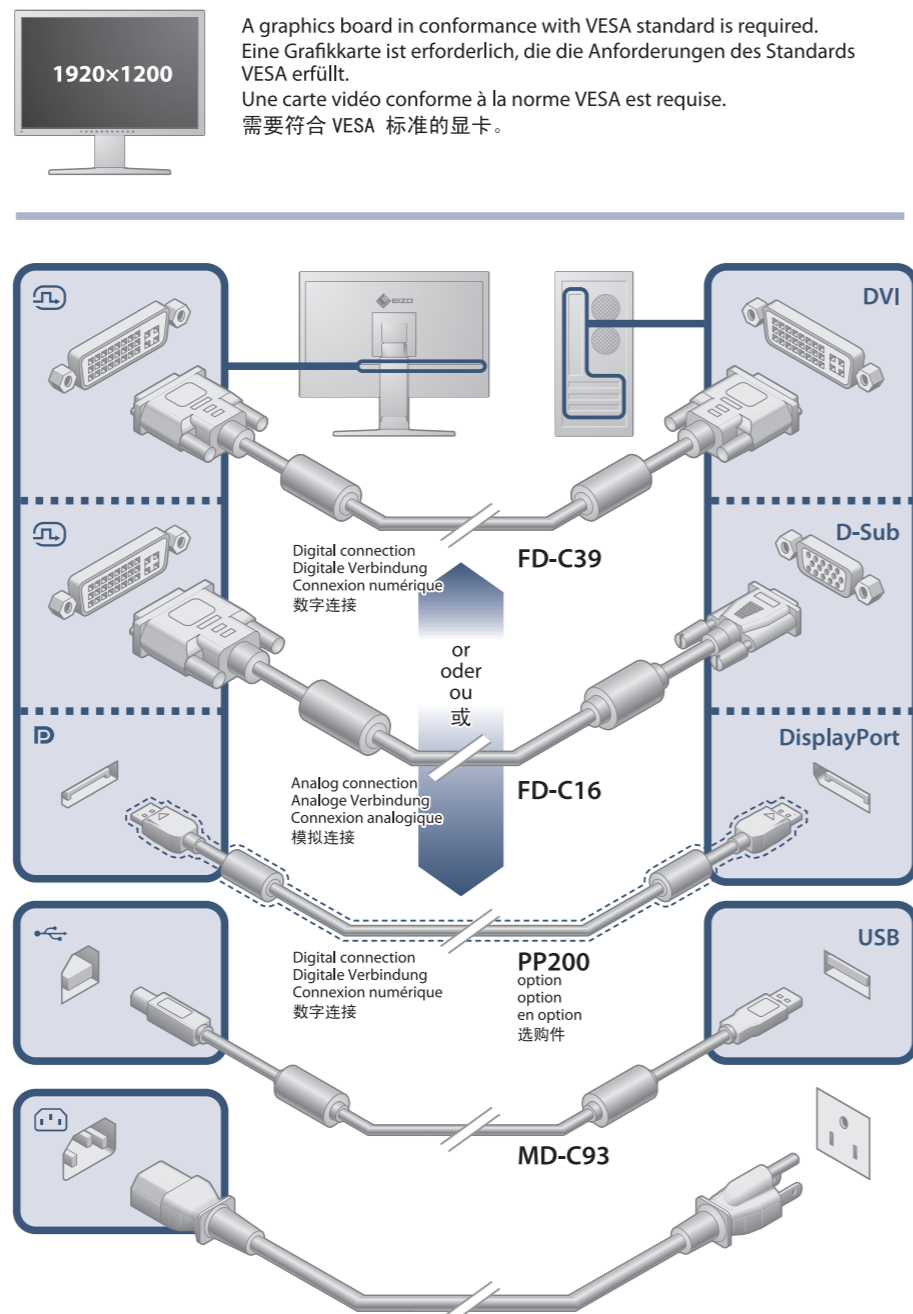 1920×1200
A graphics board in conformance with VESA standard is required.
Eine Grafikkarte ist erforderlich, die die Anforderungen des Standards
VESA erfüllt.
Une carte vidéo conforme à la norme VESA est requise.
需要符合 VESA 标准的显卡。
EIZO
DVI
Digital connection
Digitale Verbindung
Connexion numérique
数字连接
FD-C39
D-Sub
or
oder
ou
或
D
DisplayPort
Analog connection
Analoge Verbindung
Connexion analogique
模拟连接
FD-C16
Digital connection
Digitale Verbindung
Connexion numérique
数字连接
PP200
option
option
en option
选购件
USB
MD-C93